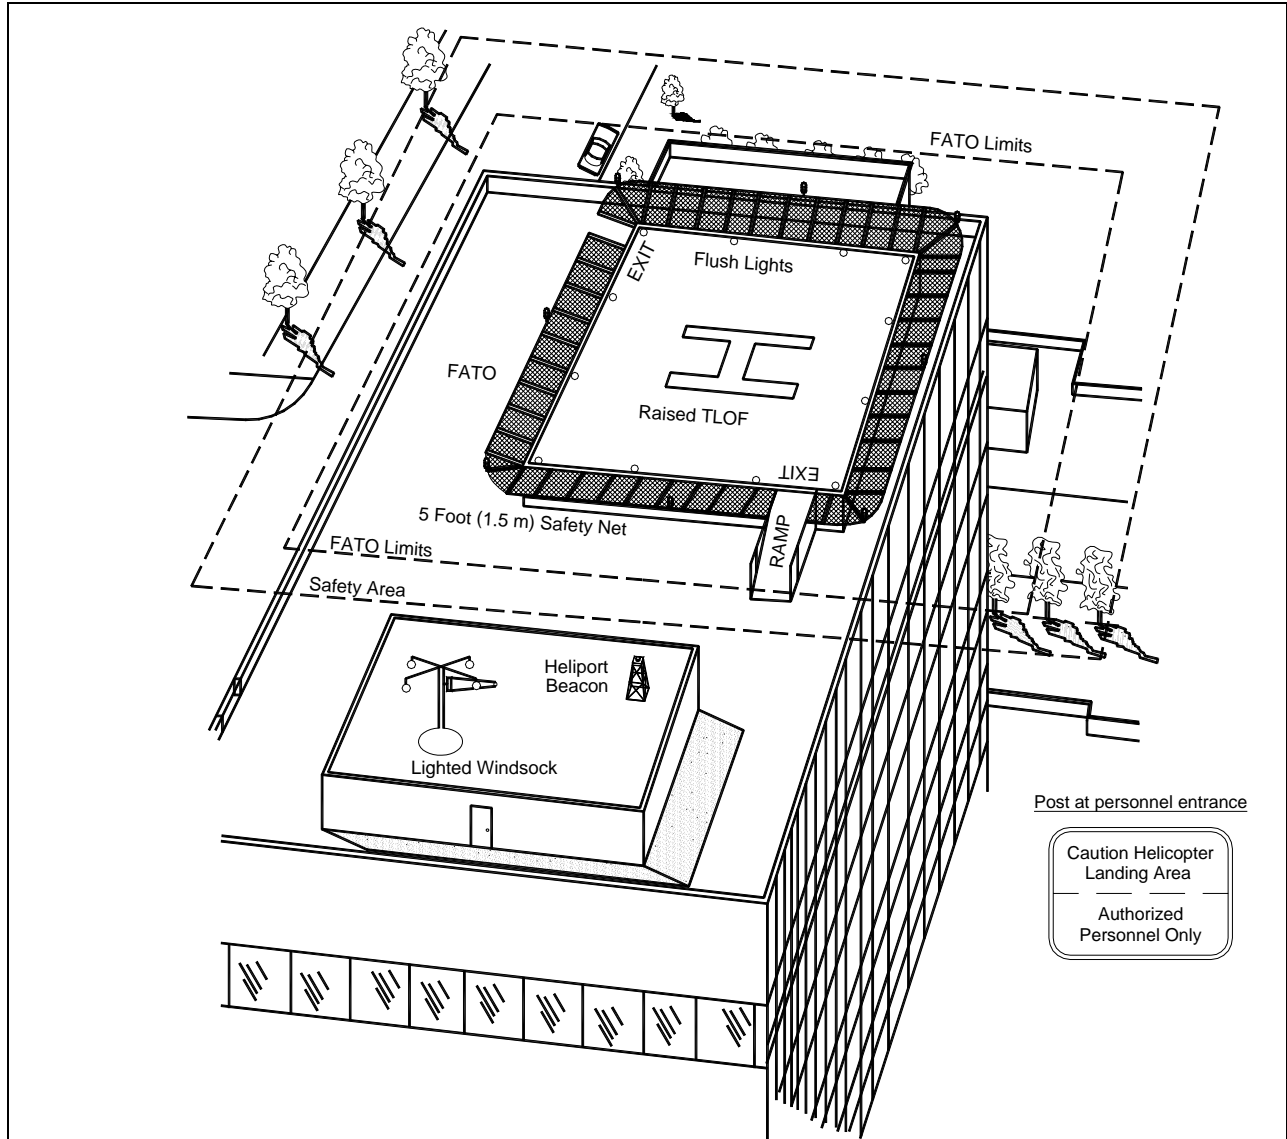 FATO Limits
EXIT
Flush Lights
FATO
H
Raised TLOF
EXIT
5 Foot (1.5 m) Safety Net
RAMP
FATO Limits
Safety Area
Heliport
Beacon
Lighted Windsock
Post at personnel entrance
Caution Helicopter
Landing Area
Authorized
Personnel Only